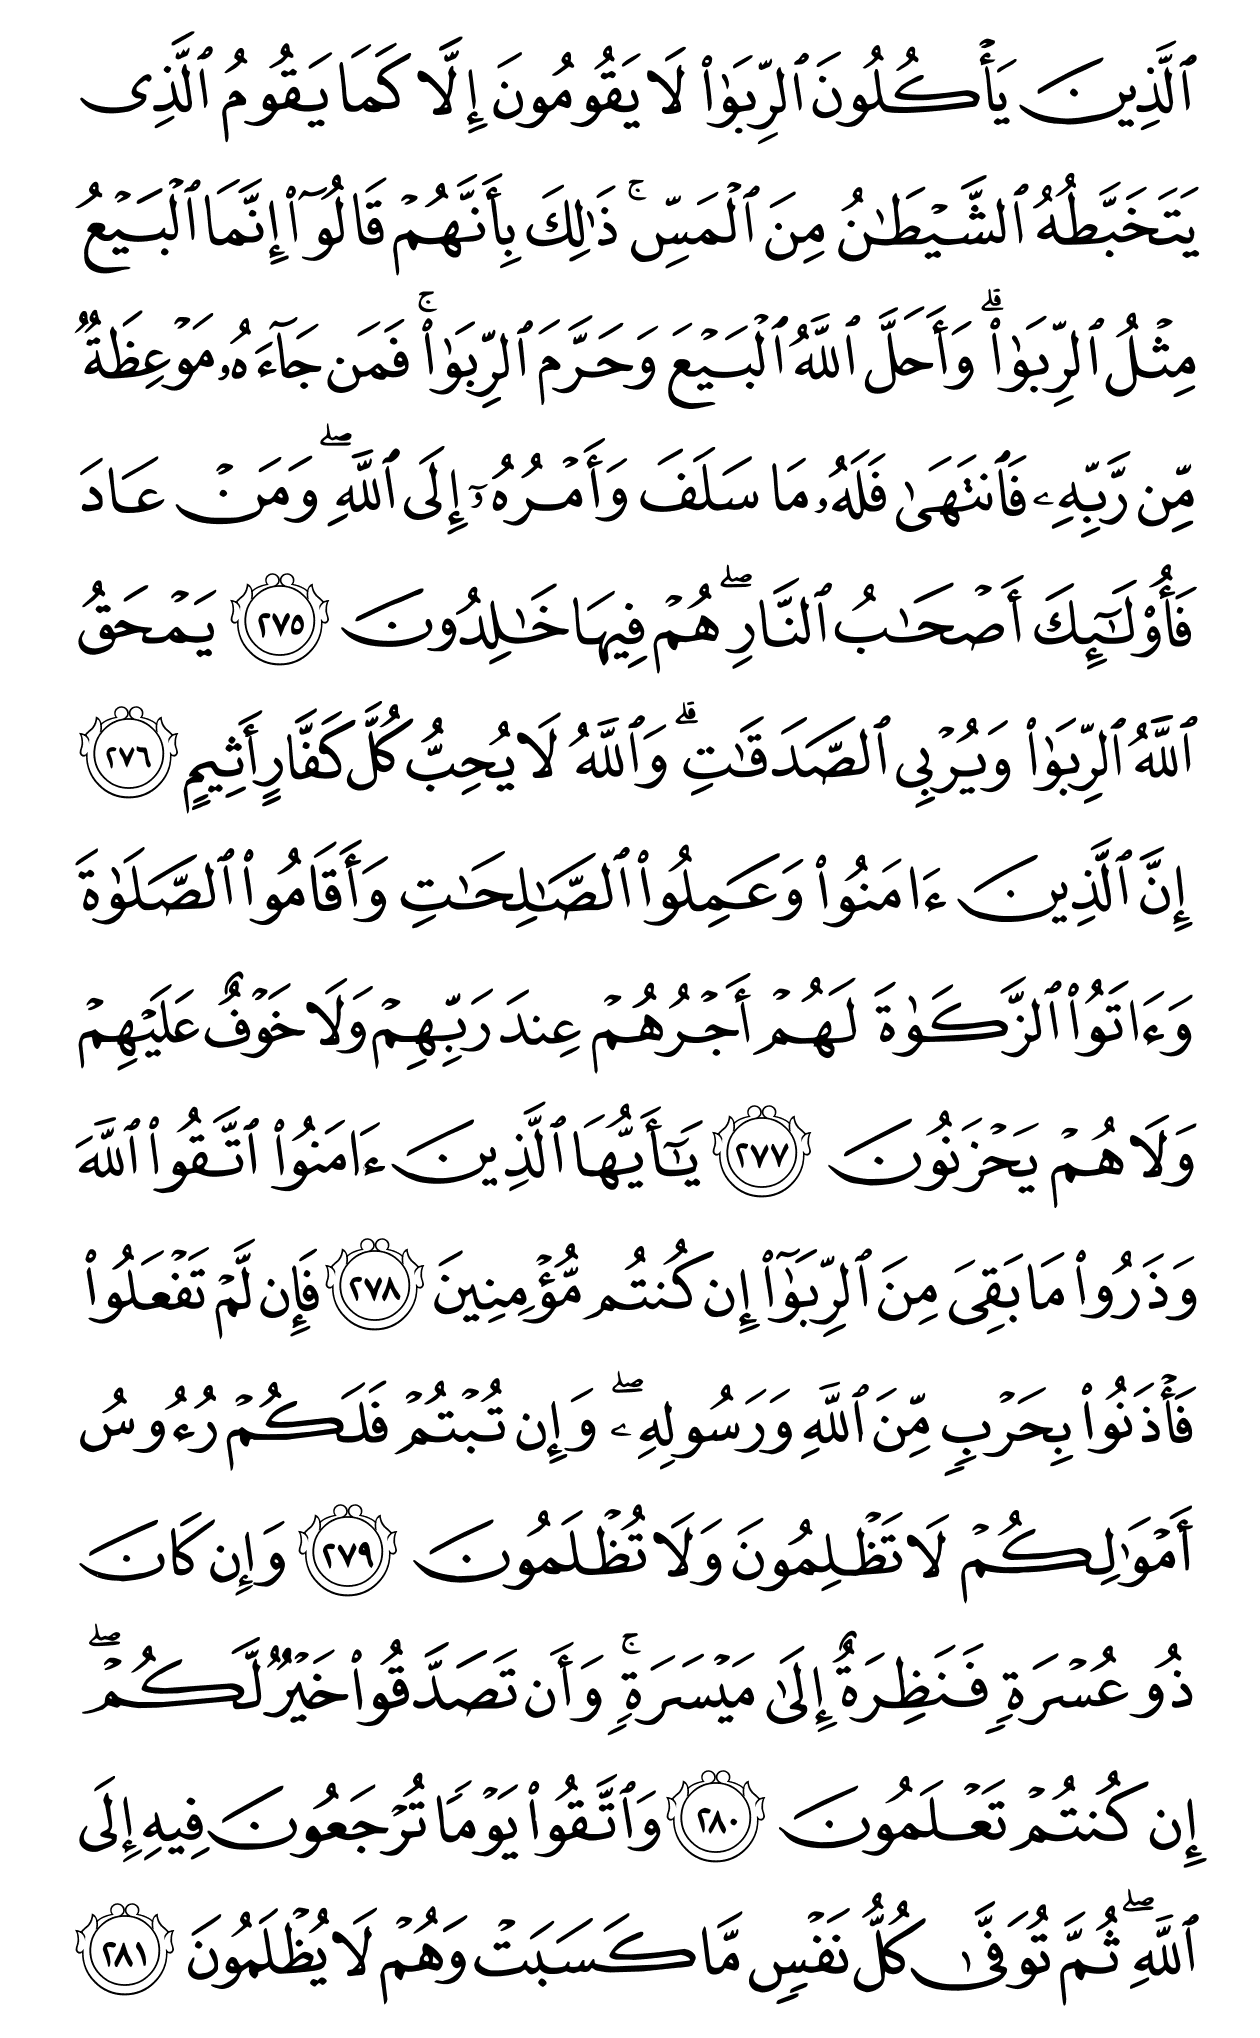 ٱلَّذِينَ يَأۡكُلُونَ ٱلرِّبَوٰاْ لَا يَقُومُونَ إِلَّا كَمَا يَقُومُ ٱلَّذِى
يَتَخَبَّطُهُ ٱلشَّيۡطَٰنُ مِنَ ٱلۡمَسِّۚ ذَٰلِكَ بِأَنَّهُمۡ قَالُوٓاْ إِنَّمَا ٱلۡبَيۡعُ
مِثۡلُ ٱلرِّبَوٰاْۗ وَأَحَلَّ ٱللَّهُ ٱلۡبَيۡعَ وَحَرَّمَ ٱلرِّبَوٰاْۚ فَمَن جَآءَهُۥ مَوۡعِظَةٌ
مِّن رَّبِّهِۦ فَٱنتَهَىٰ فَلَهُۥ مَا سَلَفَ وَأَمۡرُهُۥٓ إِلَى ٱللَّهِۖ وَمَنۡ عَادَ
فَأُوْلَٰٓئِكَ أَصۡحَٰبُ ٱلنَّارِۖ هُمۡ فِيهَا خَٰلِدُونَ ٢٧٥ يَمۡحَقُ
ٱللَّهُ ٱلرِّبَوٰاْ وَيُرۡبِى ٱلصَّدَقَٰتِۗ وَٱللَّهُ لَا يُحِبُّ كُلَّ كَفَّارٍ أَثِيمٍ ٢٧٦
إِنَّ ٱلَّذِينَ ءَامَنُواْ وَعَمِلُواْ ٱلصَّٰلِحَٰتِ وَأَقَامُواْ ٱلصَّلَوٰةَ
وَءَاتَوُاْ ٱلزَّكَوٰةَ لَهُمۡ أَجۡرُهُمۡ عِندَ رَبِّهِمۡ وَلَا خَوۡفٌ عَلَيۡهِمۡ
وَلَا هُمۡ يَحۡزَنُونَ ٢٧٧ يَٰٓأَيُّهَا ٱلَّذِينَ ءَامَنُواْ ٱتَّقُواْ ٱللَّهَ
وَذَرُواْ مَا بَقِىَ مِنَ ٱلرِّبَوٰٓاْ إِن كُنتُم مُّؤۡمِنِينَ ٢٧٨ فَإِن لَّمۡ تَفۡعَلُواْ
فَأۡذَنُواْ بِحَرۡبٍ مِّنَ ٱللَّهِ وَرَسُولِهِۦۖ وَإِن تُبۡتُمۡ فَلَكُمۡ رُءُوسُ
أَمۡوَٰلِكُمۡ لَا تَظۡلِمُونَ وَلَا تُظۡلَمُونَ ٢٧٩ وَإِن كَانَ
ذُو عُسۡرَةٍ فَنَظِرَةٌ إِلَىٰ مَيۡسَرَةٍۚ وَأَن تَصَدَّقُواْ خَيۡرٌ لَّكُمۡۖ
إِن كُنتُمۡ تَعۡلَمُونَ ٢٨٠ وَٱتَّقُواْ يَوۡمًا تُرۡجَعُونَ فِيهِ إِلَى
ٱللَّهِۖ ثُمَّ تُوَفَّىٰ كُلُّ نَفۡسٍ مَّا كَسَبَتۡ وَهُمۡ لَا يُظۡلَمُونَ ٢٨١